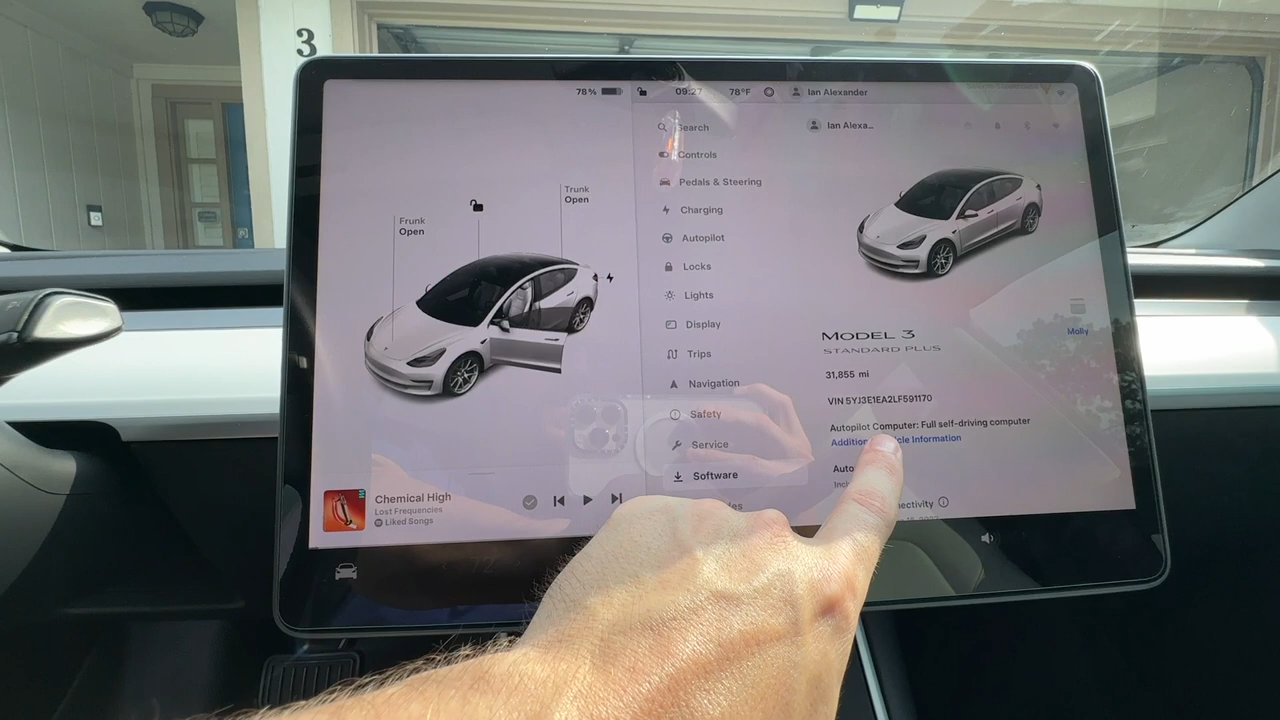 3
78%
09:27
78°F
Ian Alexander
Frunk
Open
Trunk
Open
Chemical High
Lost Frequencies
Liked Songs
Search
Controls
Pedals & Steering
Charging
Autopilot
Locks
Lights
Display
Trips
Navigation
Safety
Service
Software
Ian Alexa...
Molly
MODEL 3
STANDARD PLUS
31,855 mi
VIN 5YJ3E1EA2LF591170
Autopilot Computer: Full self-driving computer
Information